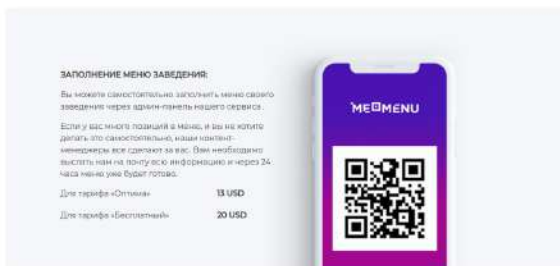 ЗАПОЛНЕНИЕ МЕНЮ ЗАВЕДЕНИЯ:
Вы можете самостоятельно заполнить меню своего
заведения через админ-панель нашего сервиса.
Если у вас много позиций в меню, и вы не хотите
делать это самостоятельно, наши контент-
менеджеры все сделают за вас. Вам необходимо
выслать нам на почту всю информацию и через 24
часа меню уже будет готово.
Для тарифа «Оптима» 13 USD
Для тарифа «Бесплатный» 20 USD
MEQMENU